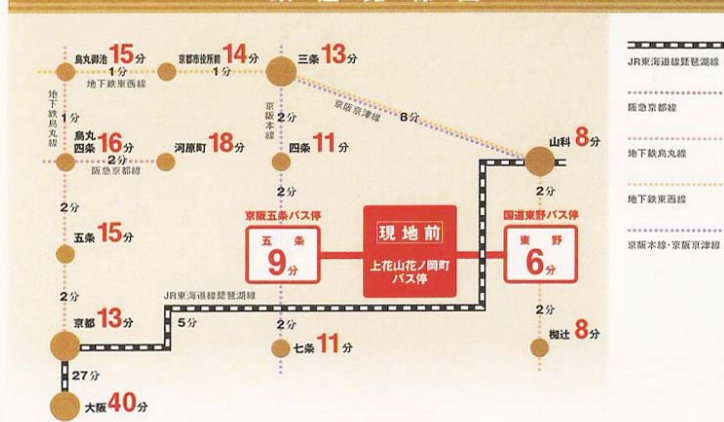 烏丸御池 15分
1分
京都市役所前 14分
1分
三条 13分
地下鉄東西線
地下鉄烏丸線
1分
京阪本線
2分
京阪京津線
8分
烏丸
四条 16分
2分
阪急京都線
河原町 18分
四条 11分
山科 8分
2分
2分
2分
京阪五条バス停
五条
9分
現地前
上花山花ノ岡町
バス停
国道東野バス停
東野
6分
五条 15分
2分
JR東海道線琵琶湖線
京都 13分
5分
2分
七条 11分
2分
椥辻 8分
27分
大阪 40分
JR東海道線琵琶湖線
阪急京都線
地下鉄烏丸線
地下鉄東西線
京阪本線・京阪京津線